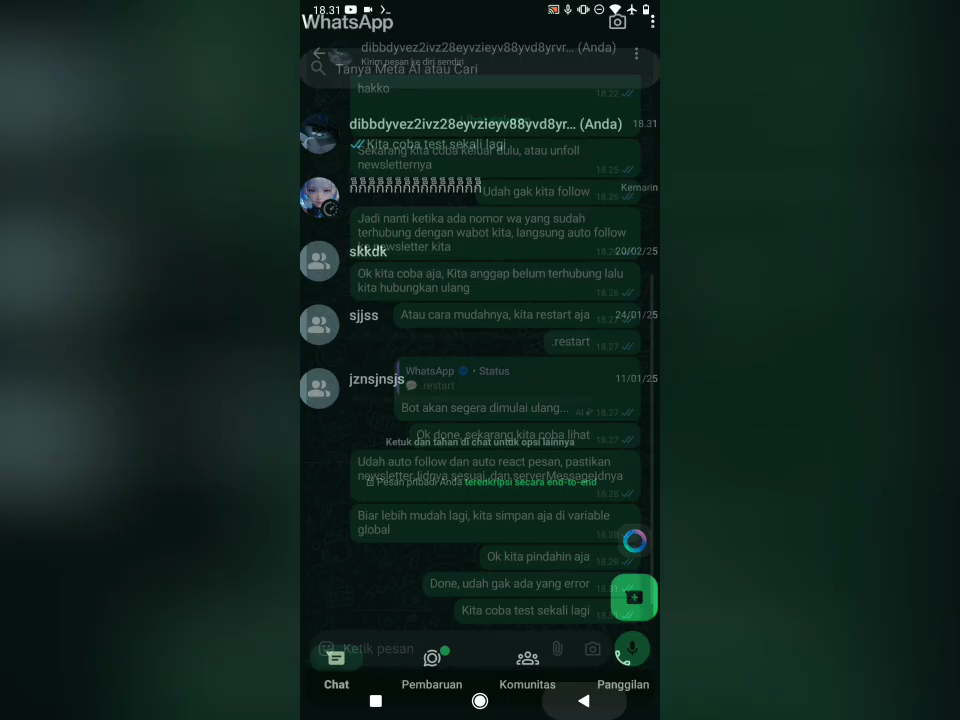 18.31
WhatsApp
dibbdyvez2ivz28eyvzieyv88yvd8yrvr... (Anda)
Kirim pesan ke diri sendiri
Tanya Meta AI atau Cari
hakko
18.22
dibbdyvez2ivz28eyvzieyv88yvd8yr... (Anda)
18.31
Kita coba test sekali lagi
Sekarang kita coba keluar dulu, atau unfoll
newsletternya
18.25
Udah gak kita follow
18.26
Kemarin
Jadi nanti ketika ada nomor wa yang sudah
terhubung dengan wabot kita, langsung auto follow
ke newsletter kita
skkdk
20/02/25
Ok kita coba aja, Kita anggap belum terhubung lalu
kita hubungkan ulang
18.26
sjjss
Atau cara mudahnya, kita restart aja
18.27
24/01/25
.restart
18.27
WhatsApp • Status
.restart
jznsjnsjs
11/01/25
Bot akan segera dimulai ulang...
AI
18.27
Ok done, sekarang kita coba lihat
18.27
Ketuk dan tahan di chat untuk opsi lainnya
Udah auto follow dan auto react pesan, pastikan
newsletter Jidnya sesuai, dan serverMessageIdnya
18.28
Pesan pribadi Anda terenkripsi secara end-to-end
Biar lebih mudah lagi, kita simpan aja di variable
global
Ok kita pindahin aja
18.29
Done, udah gak ada yang error
18.31
Kita coba test sekali lagi
Ketik pesan
Chat
Pembaruan
Komunitas
Panggilan